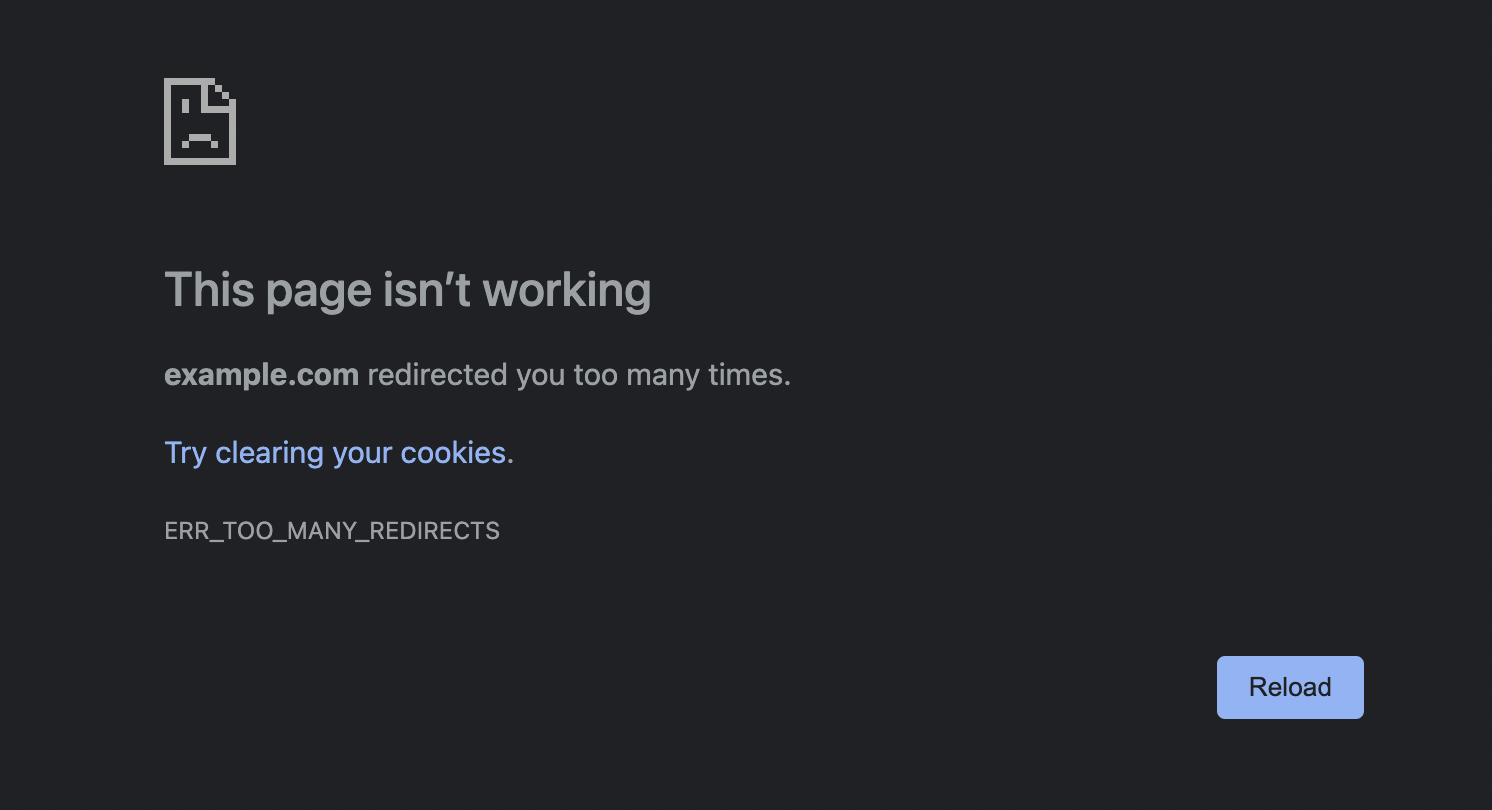 This page isn’t working
example.com redirected you too many times.
Try clearing your cookies.
ERR_TOO_MANY_REDIRECTS
Reload